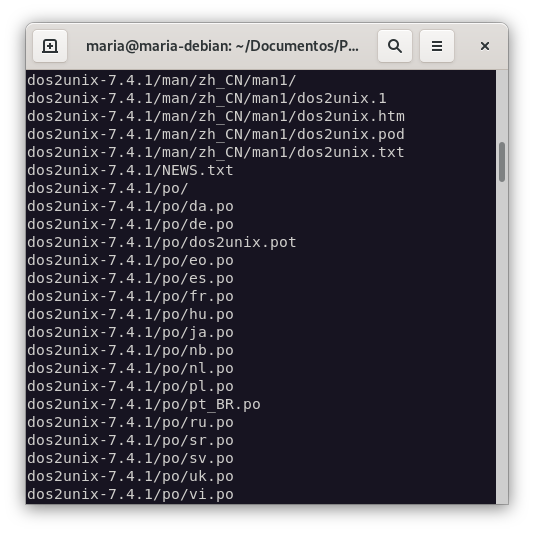 maria@maria-debian: ~/Documentos/P...
dos2unix-7.4.1/man/zh_CN/man1/
dos2unix-7.4.1/man/zh_CN/man1/dos2unix.1
dos2unix-7.4.1/man/zh_CN/man1/dos2unix.htm
dos2unix-7.4.1/man/zh_CN/man1/dos2unix.pod
dos2unix-7.4.1/man/zh_CN/man1/dos2unix.txt
dos2unix-7.4.1/NEWS.txt
dos2unix-7.4.1/po/
dos2unix-7.4.1/po/da.po
dos2unix-7.4.1/po/de.po
dos2unix-7.4.1/po/dos2unix.pot
dos2unix-7.4.1/po/eo.po
dos2unix-7.4.1/po/es.po
dos2unix-7.4.1/po/fr.po
dos2unix-7.4.1/po/hu.po
dos2unix-7.4.1/po/ja.po
dos2unix-7.4.1/po/nb.po
dos2unix-7.4.1/po/nl.po
dos2unix-7.4.1/po/pl.po
dos2unix-7.4.1/po/pt_BR.po
dos2unix-7.4.1/po/ru.po
dos2unix-7.4.1/po/sr.po
dos2unix-7.4.1/po/sv.po
dos2unix-7.4.1/po/uk.po
dos2unix-7.4.1/po/vi.po